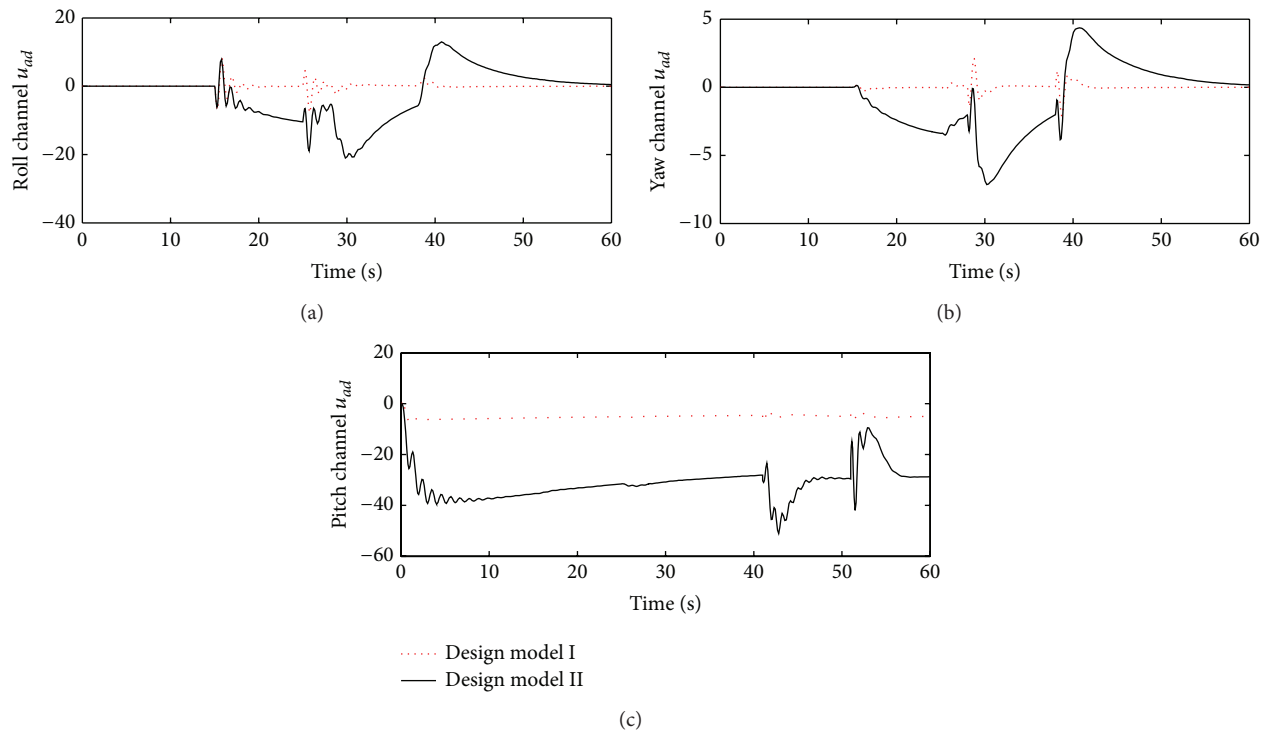 20
0
−20
−40
Roll channel u_ad
0 10 20 30 40 50 60
Time (s)
(a)
5
0
−5
−10
Yaw channel u_ad
0 10 20 30 40 50 60
Time (s)
(b)
20
0
−20
−40
−60
Pitch channel u_ad
0 10 20 30 40 50 60
Time (s)
Design model I
Design model II
(c)